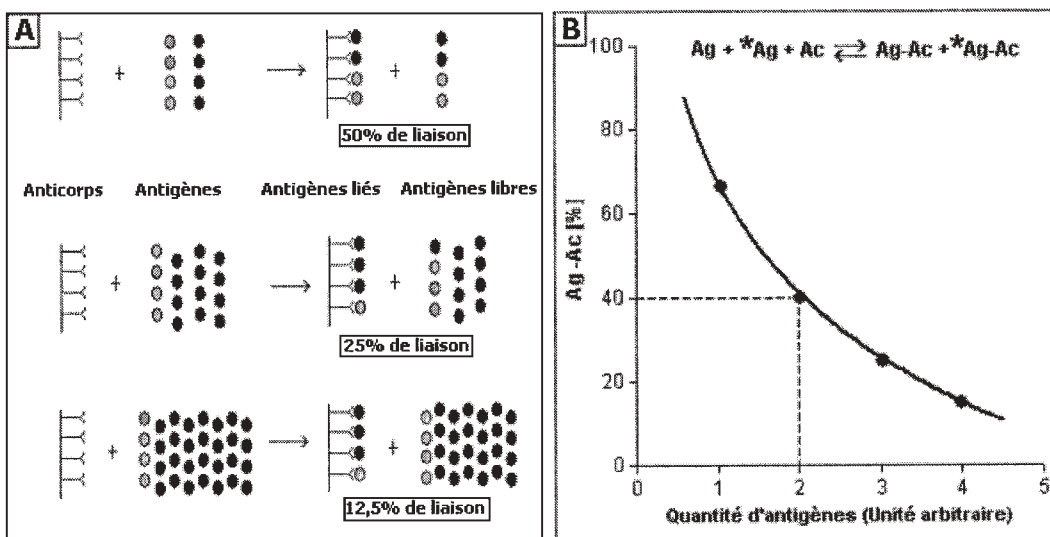 A
+
+
50% de liaison
Anticorps Antigènes Antigènes liés Antigènes libres
+
+
25% de liaison
+
+
12,5% de liaison
B
Ag + *Ag + Ac ⇄ Ag-Ac + *Ag-Ac
Ag -Ac [%]
100
80
60
40
20
0
0 1 2 3 4 5
Quantité d'antigènes (Unité arbitraire)